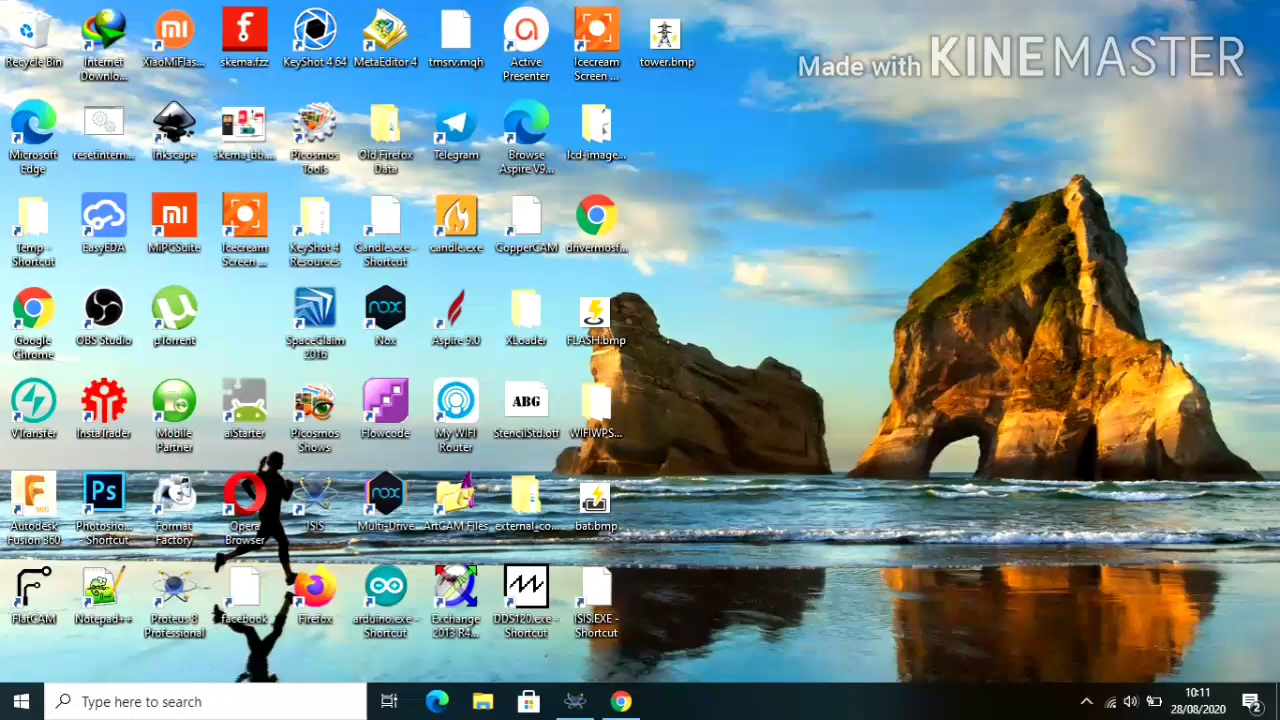 Made with KINEMASTER
Recycle Bin
Internet
Downlo...
XiaoMiFlas...
skema.fzz
KeyShot 4 64
MetaEditor 4
tmsrv.mqh
Active
Presenter
Icecream
Screen ...
tower.bmp
Microsoft
Edge
resetintern...
Inkscape
skema_bb....
Picosmos
Tools
Old Firefox
Data
Telegram
Browse
Aspire V9...
lcd-image...
Temp -
Shortcut
EasyEDA
MiPCSuite
Icecream
Screen ...
KeyShot 4
Resources
Candle.exe -
Shortcut
candle.exe
CopperCAM
drivermosf...
Google
Chrome
OBS Studio
µTorrent
SpaceClaim
2016
nox
Nox
Aspire 9.0
XLoader
FLASH.bmp
VTransfer
InstaTrader
Mobile
Partner
aiStarter
Picosmos
Shows
Flowcode
My WIFI
Router
ABG
StencilStd.otf
WIFIWPS...
Autodesk
Fusion 360
Ps
Photosho...
- Shortcut
Format
Factory
Opera
Browser
ISIS
nox
Multi-Drive
ArtCAM Files
external_co...
bat.bmp
FlatCAM
Notepad++
Proteus 8
Professional
facebook
Firefox
arduino.exe -
Shortcut
Exchange
2013 R4...
DDS120.exe -
Shortcut
ISIS.EXE -
Shortcut
Type here to search
10:11
28/08/2020
2